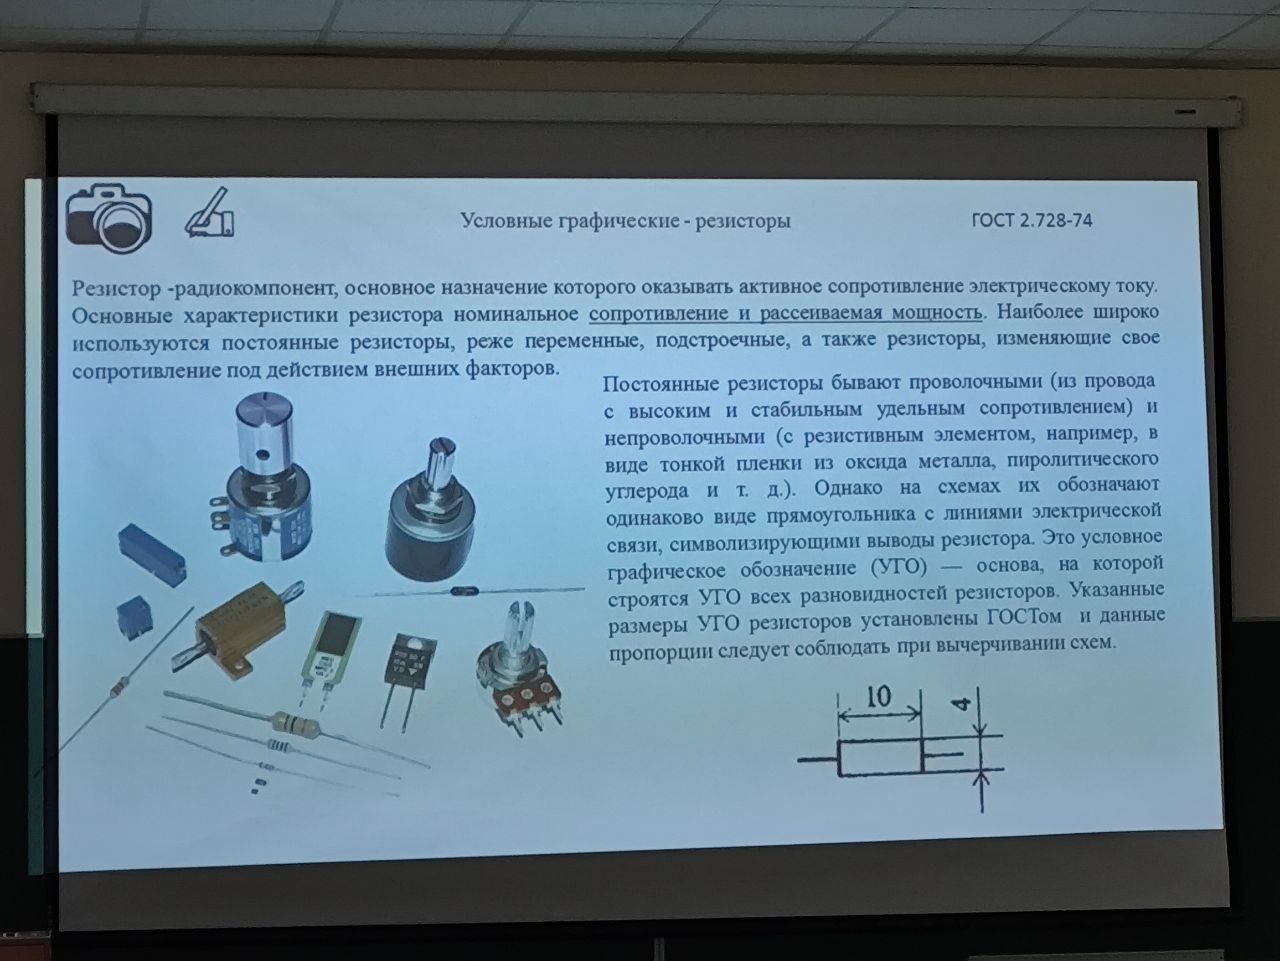 Условные графические - резисторы
ГОСТ 2.728-74
Резистор -радиокомпонент, основное назначение которого оказывать активное сопротивление электрическому току.
Основные характеристики резистора номинальное сопротивление и рассеиваемая мощность. Наиболее широко
используются постоянные резисторы, реже переменные, подстроечные, а также резисторы, изменяющие свое
сопротивление под действием внешних факторов.
Постоянные резисторы бывают проволочными (из провода
с высоким и стабильным удельным сопротивлением) и
непроволочными (с резистивным элементом, например, в
виде тонкой пленки из оксида металла, пиролитического
углерода и т. д.). Однако на схемах их обозначают
одинаково виде прямоугольника с линиями электрической
связи, символизирующими выводы резистора. Это условное
графическое обозначение (УГО) — основа, на которой
строятся УГО всех разновидностей резисторов. Указанные
размеры УГО резисторов установлены ГОСТом и данные
пропорции следует соблюдать при вычерчивании схем.
10
4